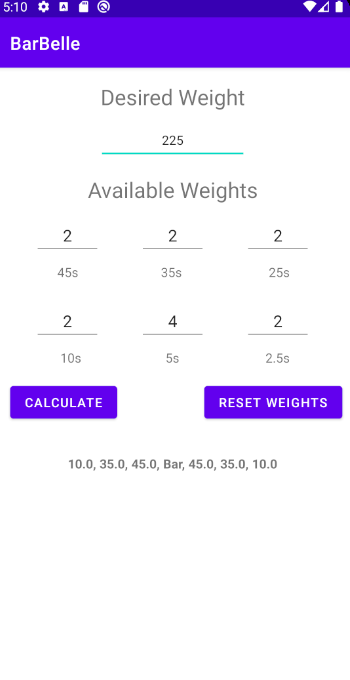 5:10
BarBelle
Desired Weight
225
Available Weights
2 2 2
45s 35s 25s
2 4 2
10s 5s 2.5s
CALCULATE RESET WEIGHTS
10.0, 35.0, 45.0, Bar, 45.0, 35.0, 10.0